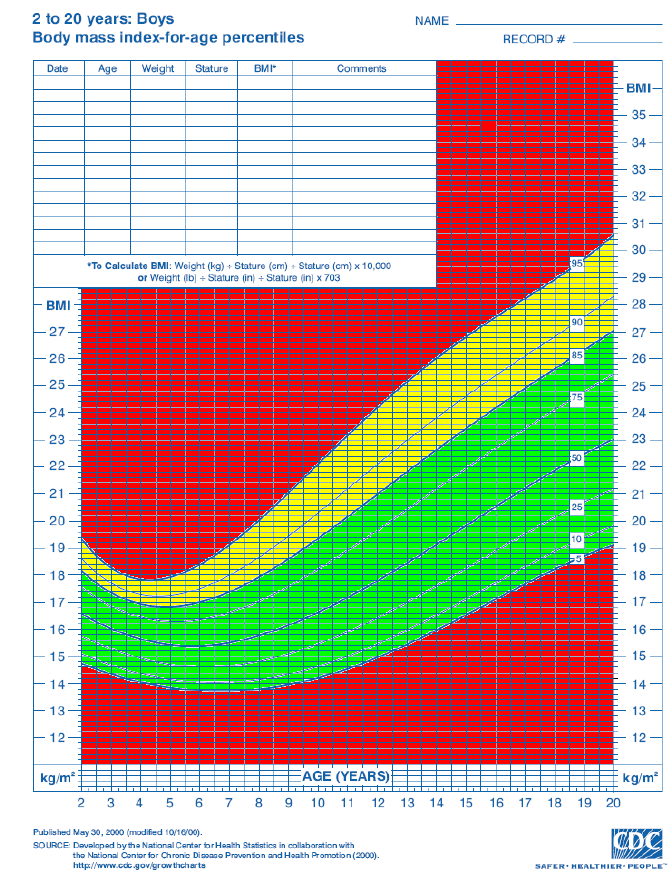 2 to 20 years: Boys
Body mass index-for-age percentiles
NAME
RECORD #
Date Age Weight Stature BMI* Comments
*To Calculate BMI: Weight (kg) ÷ Stature (cm) ÷ Stature (cm) x 10,000
or Weight (lb) ÷ Stature (in) ÷ Stature (in) x 703
BMI
35
34
33
32
31
30
29
28
27
26
25
24
23
22
21
20
19
18
17
16
15
14
13
12
kg/m²
BMI
27
26
25
24
23
22
21
20
19
18
17
16
15
14
13
12
kg/m²
95
90
85
75
50
25
10
5
AGE (YEARS)
2 3 4 5 6 7 8 9 10 11 12 13 14 15 16 17 18 19 20
Published May 30, 2000 (modified 10/16/00).
SOURCE: Developed by the National Center for Health Statistics in collaboration with
the National Center for Chronic Disease Prevention and Health Promotion (2000).
http://www.cdc.gov/growthcharts
CDC
SAFER • HEALTHIER • PEOPLE™